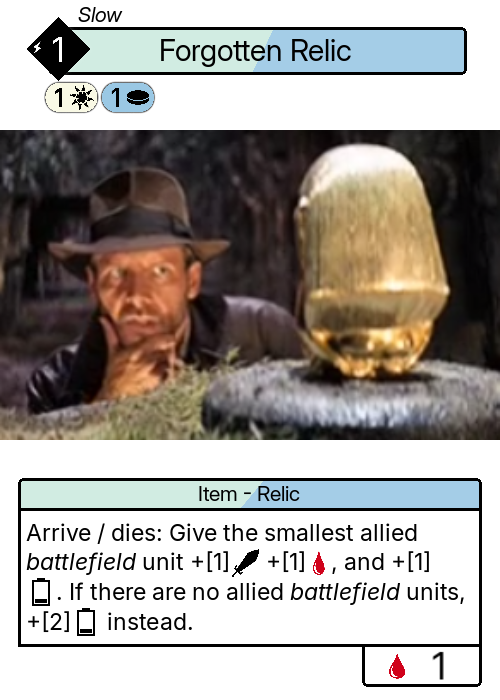 Slow
1 Forgotten Relic
1 1
Item - Relic
Arrive / dies: Give the smallest allied
battlefield unit +[1] +[1] , and +[1]
. If there are no allied battlefield units,
+[2] instead.
1